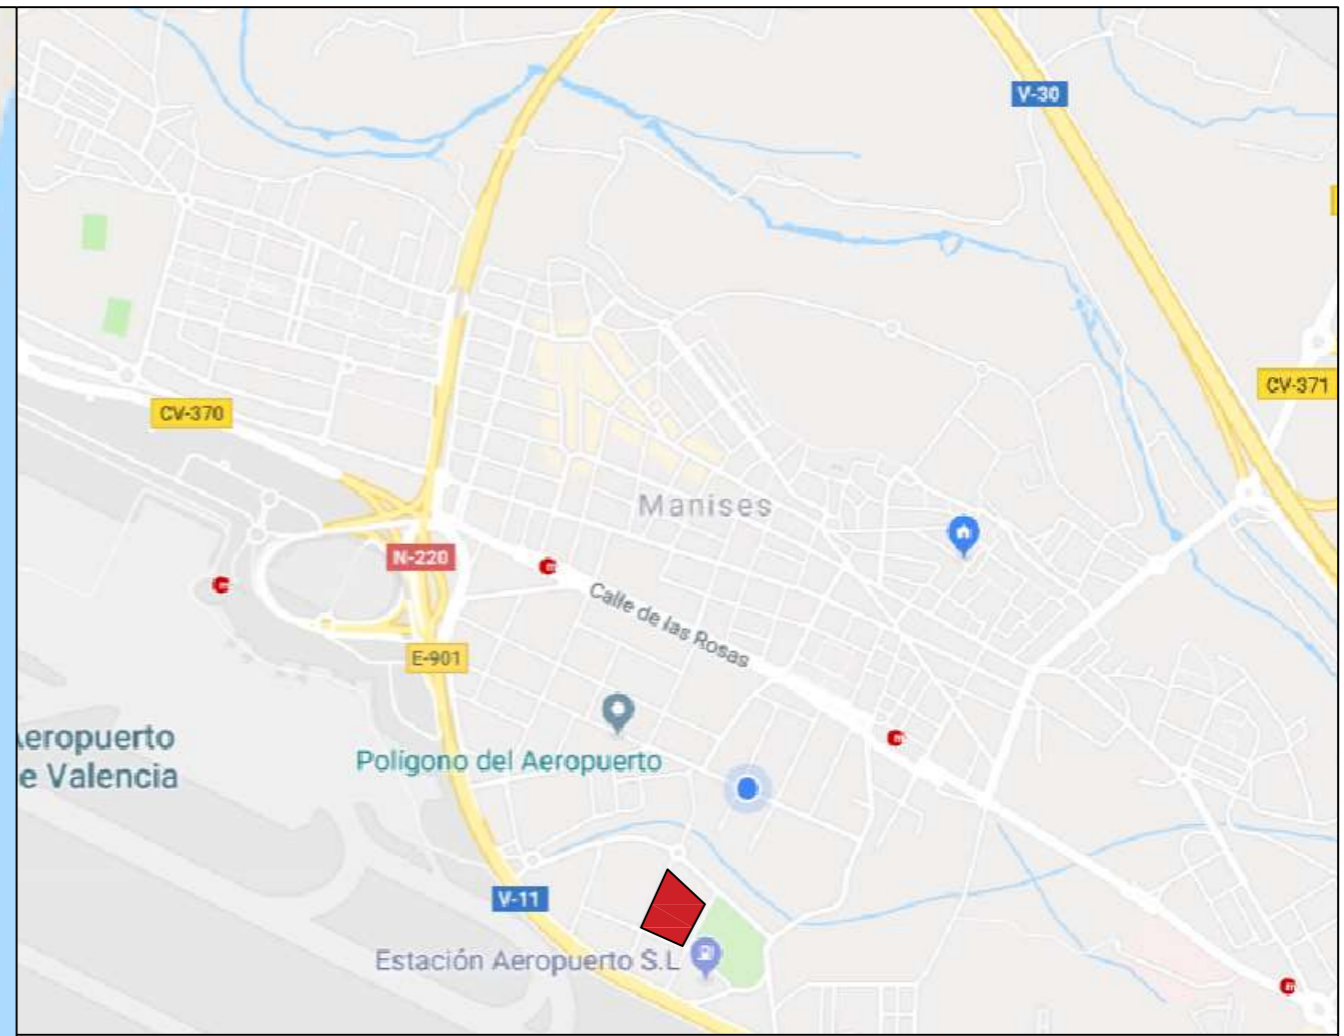 V-30
CV-371
CV-370
Manises
N-220
Calle de las Rosas
E-901
eropuerto
e Valencia
Polígono del Aeropuerto
V-11
Estación Aeropuerto S.L